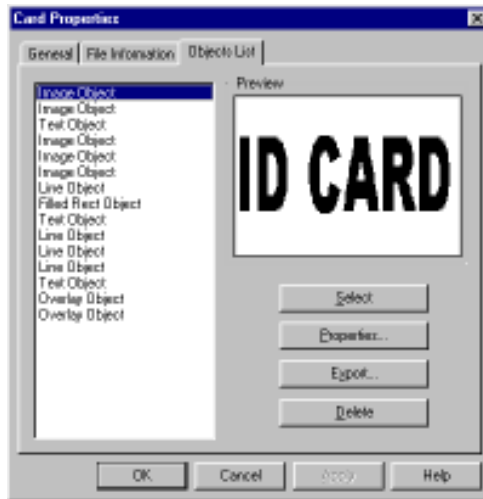 Card Properties
General File Information Objects List
Image Object
Image Object
Text Object
Image Object
Image Object
Image Object
Line Object
Filled Rect Object
Text Object
Line Object
Line Object
Line Object
Text Object
Overlay Object
Overlay Object
Preview
ID CARD
Select
Properties...
Export...
Delete
OK Cancel Apply Help